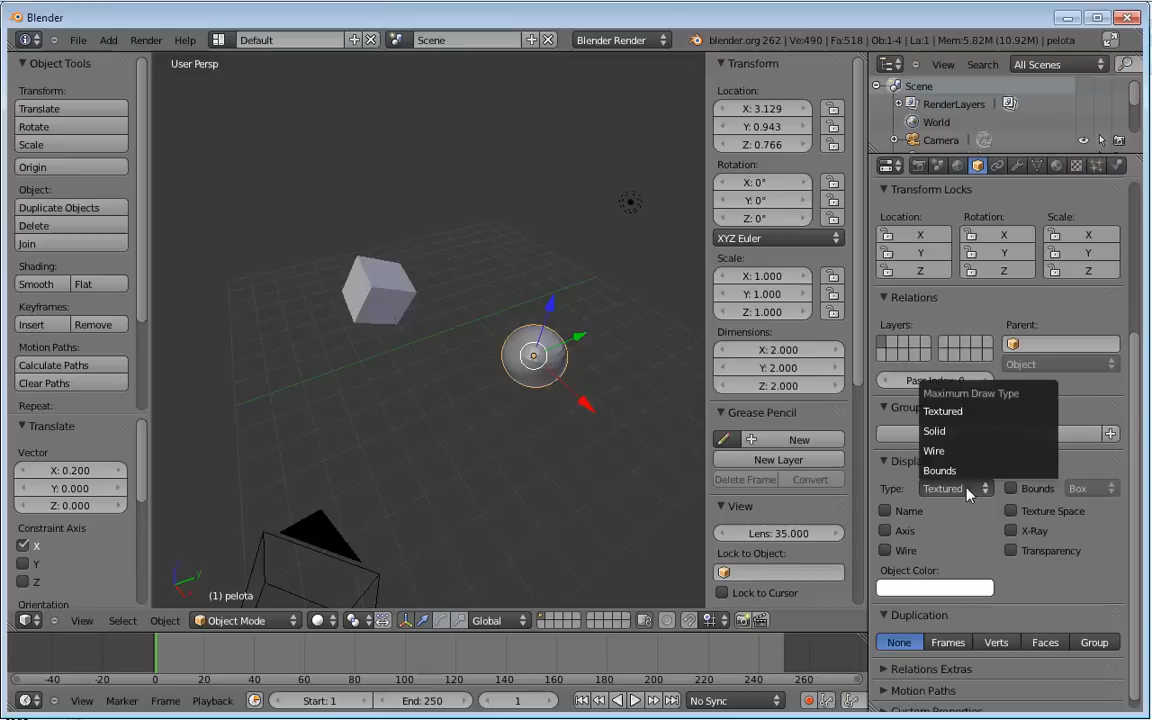 Blender
File Add Render Help Default Scene Blender Render blender.org 262 | Ve:490 | Fa:518 | Ob:1-4 | La:1 | Mem:5.82M (10.92M) | pelota
Object Tools
Transform:
Translate
Rotate
Scale
Origin
Object:
Duplicate Objects
Delete
Join
Shading:
Smooth Flat
Keyframes:
Insert Remove
Motion Paths:
Calculate Paths
Clear Paths
Repeat:
Translate
Vector
X: 0.200
Y: 0.000
Z: 0.000
Constraint Axis
X
Y
Z
Orientation
User Persp
z
y
x
(1) pelota
Transform
Location:
X: 3.129
Y: 0.943
Z: 0.766
Rotation:
X: 0°
Y: 0°
Z: 0°
XYZ Euler
Scale:
X: 1.000
Y: 1.000
Z: 1.000
Dimensions:
X: 2.000
Y: 2.000
Z: 2.000
Grease Pencil
New
New Layer
Delete Frame Convert
View
Lens: 35.000
Lock to Object:
Lock to Cursor
View Search All Scenes
Scene
RenderLayers
World
Camera
Transform Locks
Location: Rotation: Scale:
X X X
Y Y Y
Z Z Z
Relations
Layers: Parent:
Object
Maximum Draw Type
Textured
Solid
Wire
Bounds
Type: Textured Bounds Box
Name Texture Space
Axis X-Ray
Wire Transparency
Object Color:
Duplication
None Frames Verts Faces Group
Relations Extras
Motion Paths
View Select Object Object Mode Global
-40 -20 0 20 40 60 80 100 120 140 160 180 200 220 240 260
View Marker Frame Playback Start: 1 End: 250 1 No Sync